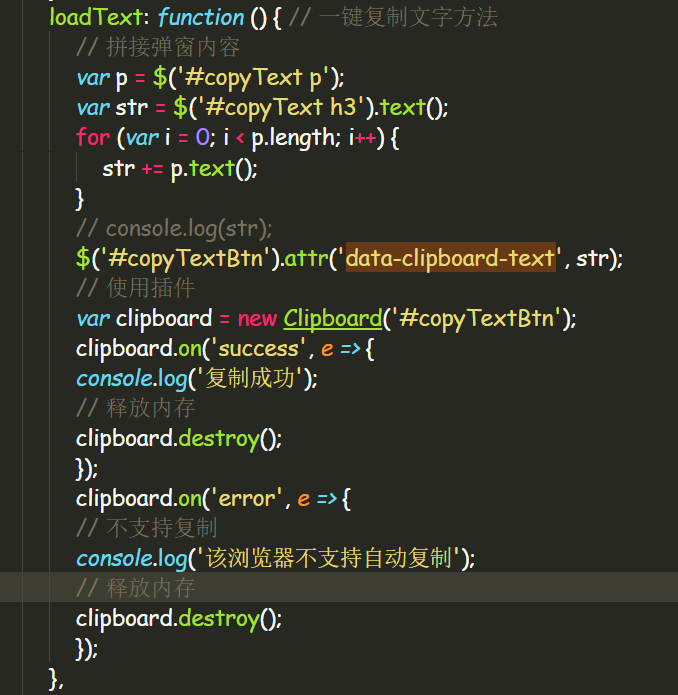 loadText: function () { // 一键复制文字方法
// 拼接弹窗内容
var p = $('#copyText p');
var str = $('#copyText h3').text();
for (var i = 0; i < p.length; i++) {
str += p.text();
}
// console.log(str);
$('#copyTextBtn').attr('data-clipboard-text', str);
// 使用插件
var clipboard = new Clipboard('#copyTextBtn');
clipboard.on('success', e => {
console.log('复制成功');
// 释放内存
clipboard.destroy();
});
clipboard.on('error', e => {
// 不支持复制
console.log('该浏览器不支持自动复制');
// 释放内存
clipboard.destroy();
});
},